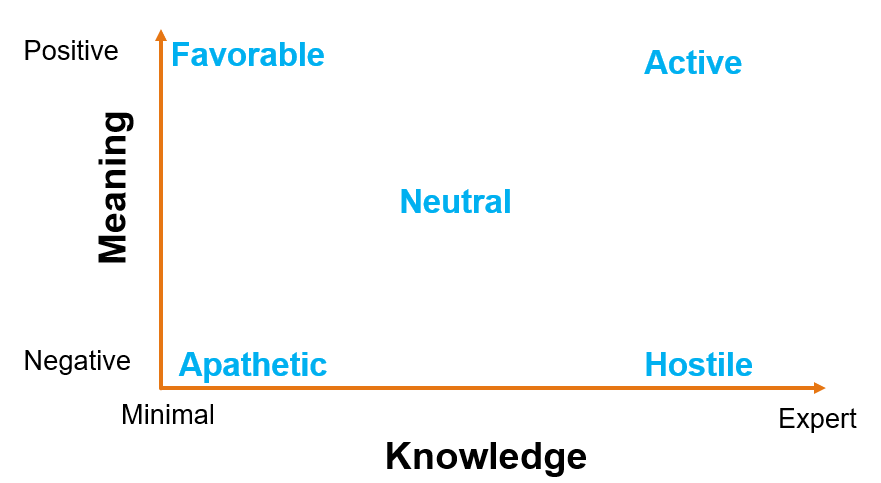 Positive
Favorable
Active
Meaning
Neutral
Negative
Apathetic
Hostile
Minimal
Expert
Knowledge